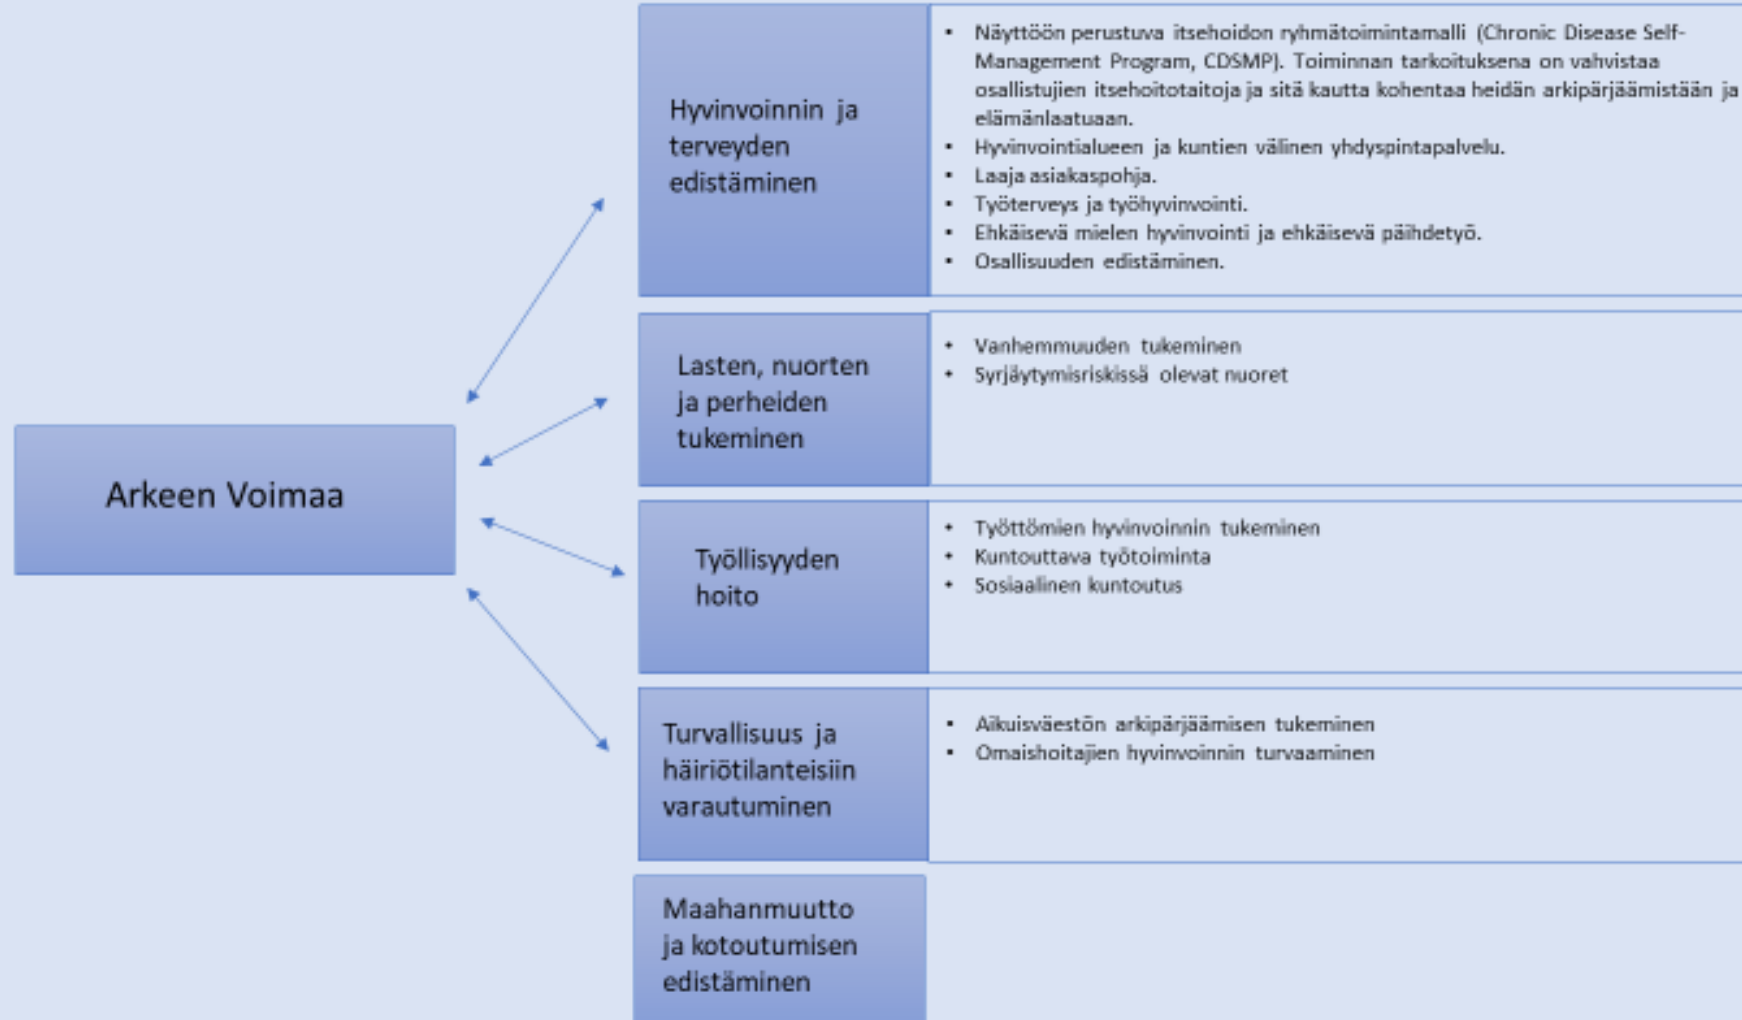 Arkeen Voimaa
Hyvinvoinnin ja
terveyden
edistäminen
• Näyttöön perustuva itsehoidon ryhmätoimintamalli (Chronic Disease Self-
Management Program, CDSMP). Toiminnan tarkoituksena on vahvistaa
osallistujien itsehoitotaitoja ja sitä kautta kohentaa heidän arkipärjäämistään ja
elämänlaatuaan.
• Hyvinvointialueen ja kuntien välinen yhdyspintapalvelu.
• Laaja asiakaspohja.
• Työterveys ja työhyvinvointi.
• Ehkäisevä mielen hyvinvointi ja ehkäisevä päihdetyö.
• Osallisuuden edistäminen.
Lasten, nuorten
ja perheiden
tukeminen
• Vanhemmuuden tukeminen
• Syrjäytymisriskissä olevat nuoret
Työllisyyden
hoito
• Työttömien hyvinvoinnin tukeminen
• Kuntouttava työtoiminta
• Sosiaalinen kuntoutus
Turvallisuus ja
häiriötilanteisiin
varautuminen
• Aikuisväestön arkipärjäämisen tukeminen
• Omaishoitajien hyvinvoinnin turvaaminen
Maahanmuutto
ja kotoutumisen
edistäminen